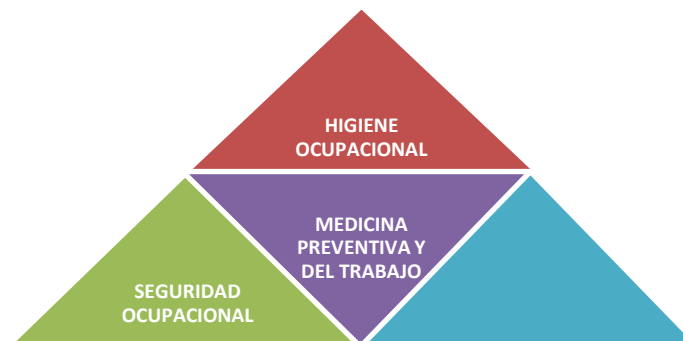 HIGIENE
OCUPACIONAL
MEDICINA
PREVENTIVA Y
DEL TRABAJO
SEGURIDAD
OCUPACIONAL